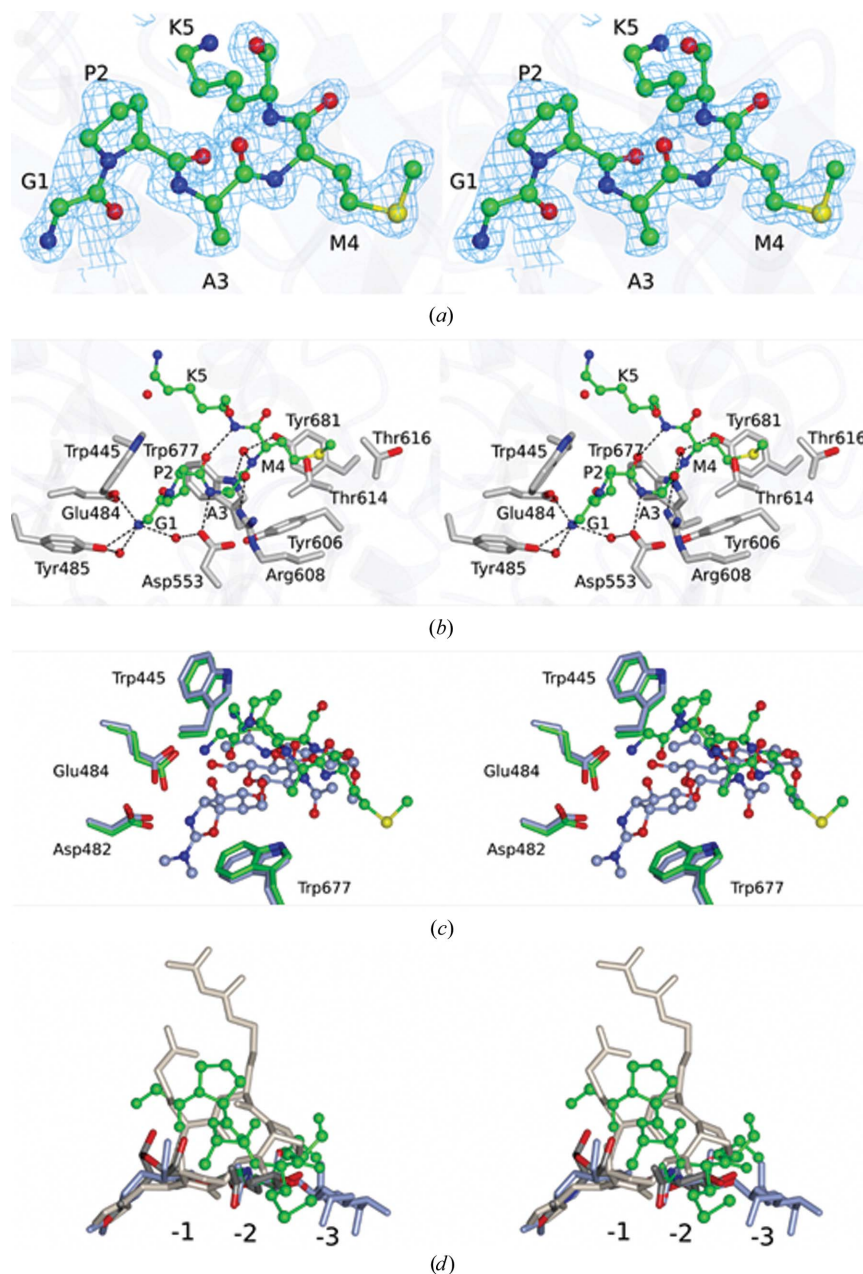 K5 K5
P2 P2
G1 G1
M4 M4
A3 A3
(a)
K5 K5
Tyr681 Tyr681
Trp445 Trp677 Thr616 Trp445 Trp677 Thr616
P2 M4 P2 M4
Glu484 Thr614 Glu484 Thr614
G1 A3 G1 A3
Tyr485 Tyr606 Tyr485 Tyr606
Asp553 Arg608 Asp553 Arg608
(b)
Trp445 Trp445
Glu484 Glu484
Asp482 Asp482
Trp677 Trp677
(c)
-1 -2 -3 -1 -2 -3
(d)